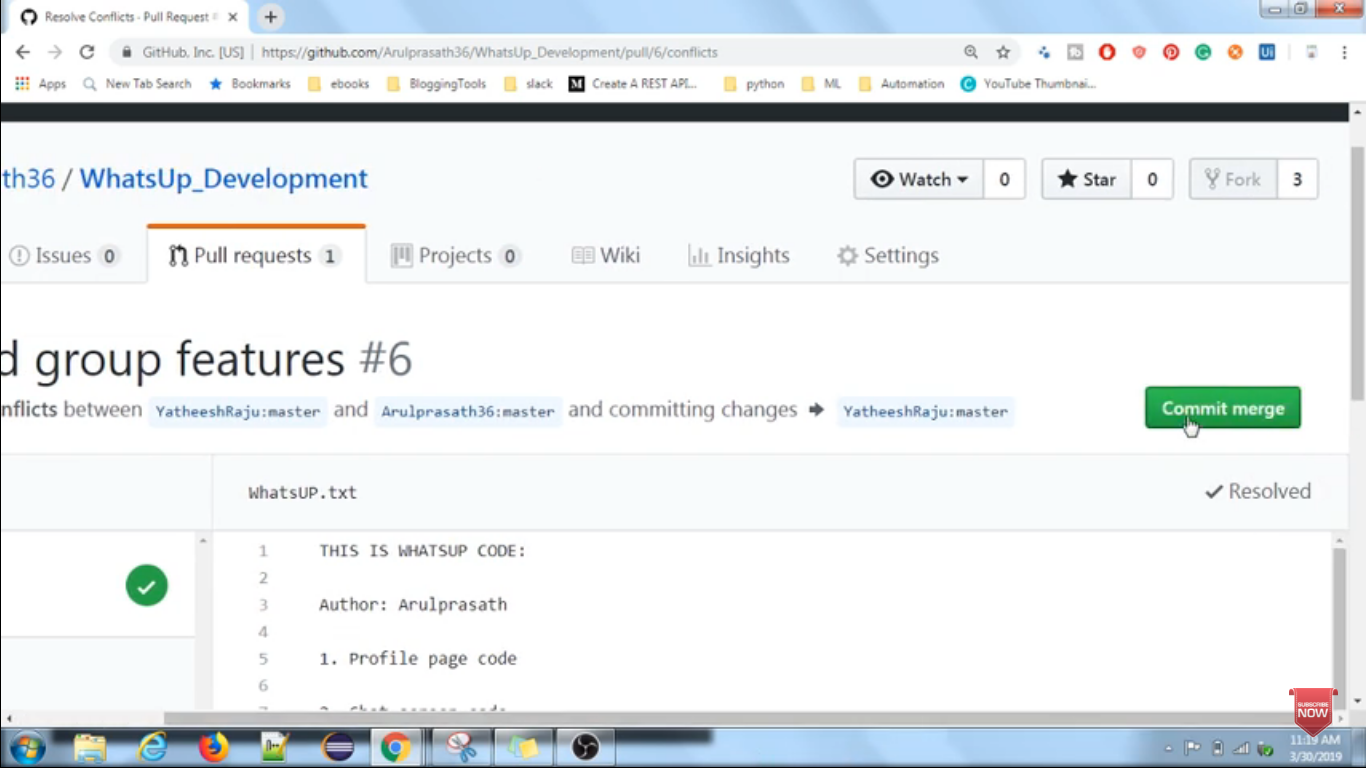 Resolve Conflicts - Pull Request #
GitHub, Inc. [US] | https://github.com/Arulprasath36/WhatsUp_Development/pull/6/conflicts
Apps New Tab Search Bookmarks ebooks BloggingTools slack M Create A REST API... python ML Automation YouTube Thumbnai...
th36 / WhatsUp_Development
Watch 0 Star 0 Fork 3
Issues 0 Pull requests 1 Projects 0 Wiki Insights Settings
d group features #6
nflicts between YatheeshRaju:master and Arulprasath36:master and committing changes YatheeshRaju:master
Commit merge
WhatsUP.txt
Resolved
1 THIS IS WHATSUP CODE:
2
3 Author: Arulprasath
4
5 1. Profile page code
6
SUBSCRIBE
NOW
11:19 AM
3/30/2019